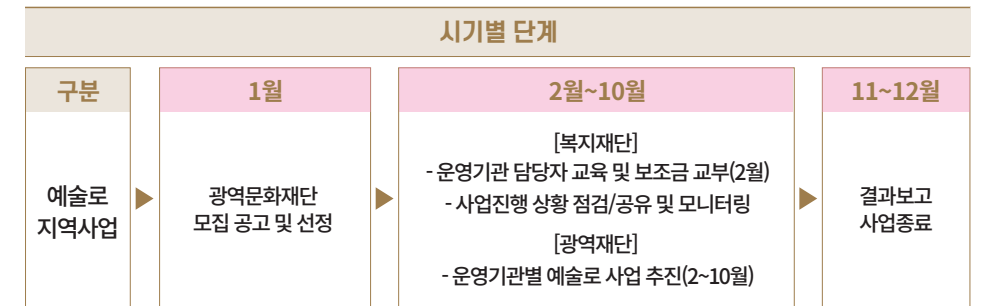 시기별 단계
구분
1월
2월~10월
11~12월
예술로
지역사업
광역문화재단
모집 공고 및 선정
[복지재단]
- 운영기관 담당자 교육 및 보조금 교부(2월)
- 사업진행 상황 점검/공유 및 모니터링
[광역재단]
- 운영기관별 예술로 사업 추진(2~10월)
결과보고
사업종료